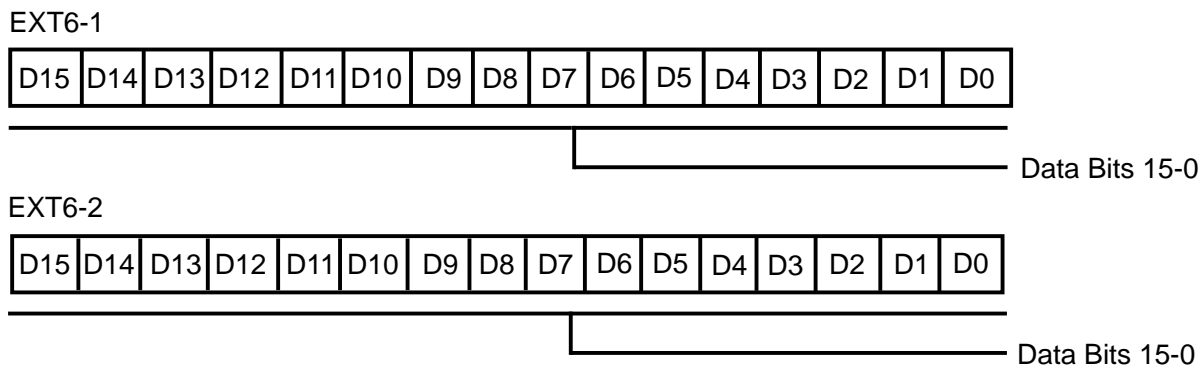 EXT6-1
D15 D14 D13 D12 D11 D10 D9 D8 D7 D6 D5 D4 D3 D2 D1 D0
Data Bits 15-0
EXT6-2
D15 D14 D13 D12 D11 D10 D9 D8 D7 D6 D5 D4 D3 D2 D1 D0
Data Bits 15-0